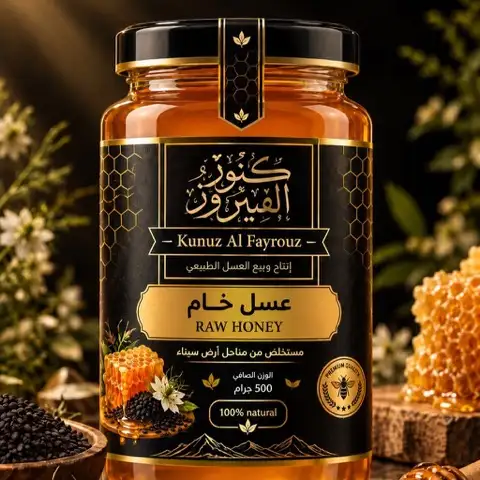 كنوز
الفيروز
Kunuz Al Fayrouz
إنتاج وبيع العسل الطبيعي
عسل خام
RAW HONEY
مستخلص من مناحل أرض سيناء
الوزن الصافي
500 جرام
100% natural
PREMIUM QUALITY